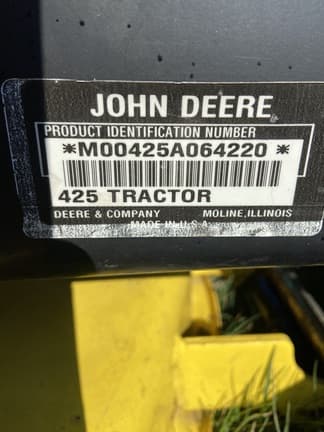 JOHN DEERE
PRODUCT IDENTIFICATION NUMBER
*M00425A064220*
425 TRACTOR
DEERE & COMPANY MOLINE,ILLINOIS
MADE IN U.S.A.